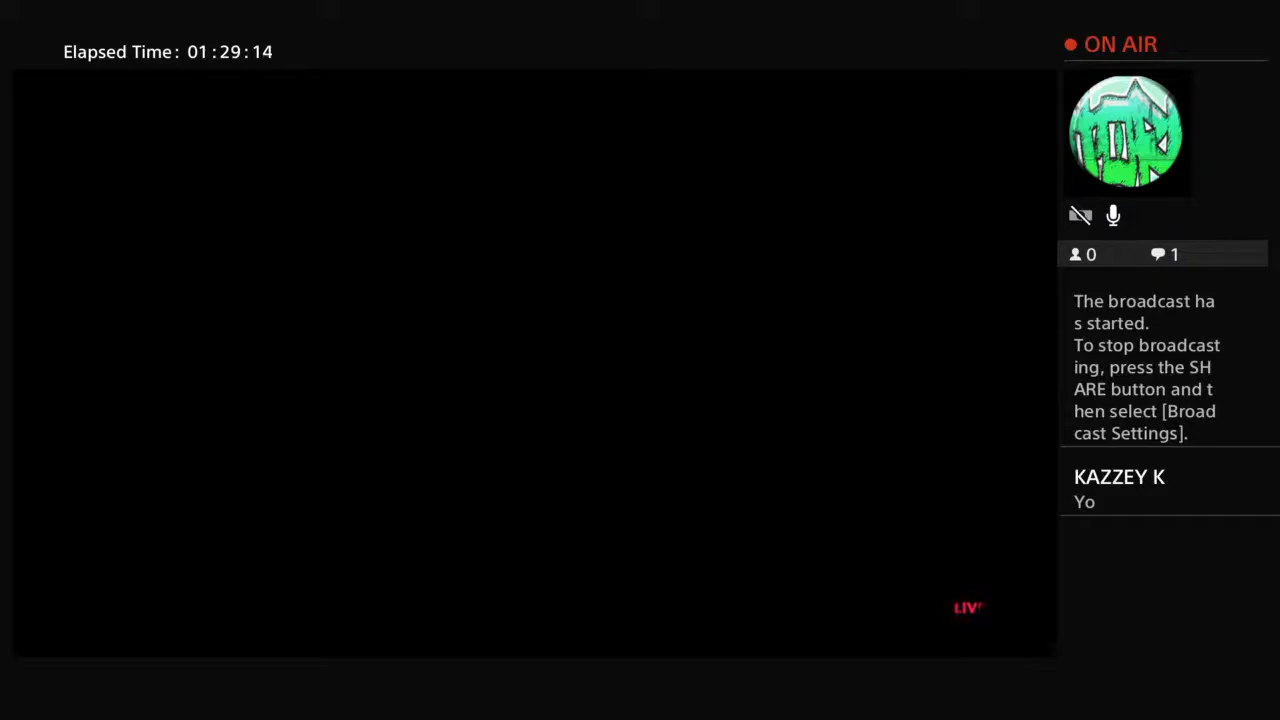 Elapsed Time: 01:29:14
ON AIR
0 1
The broadcast ha
s started.
To stop broadcast
ing, press the SH
ARE button and t
hen select [Broad
cast Settings].
KAZZEY K
Yo